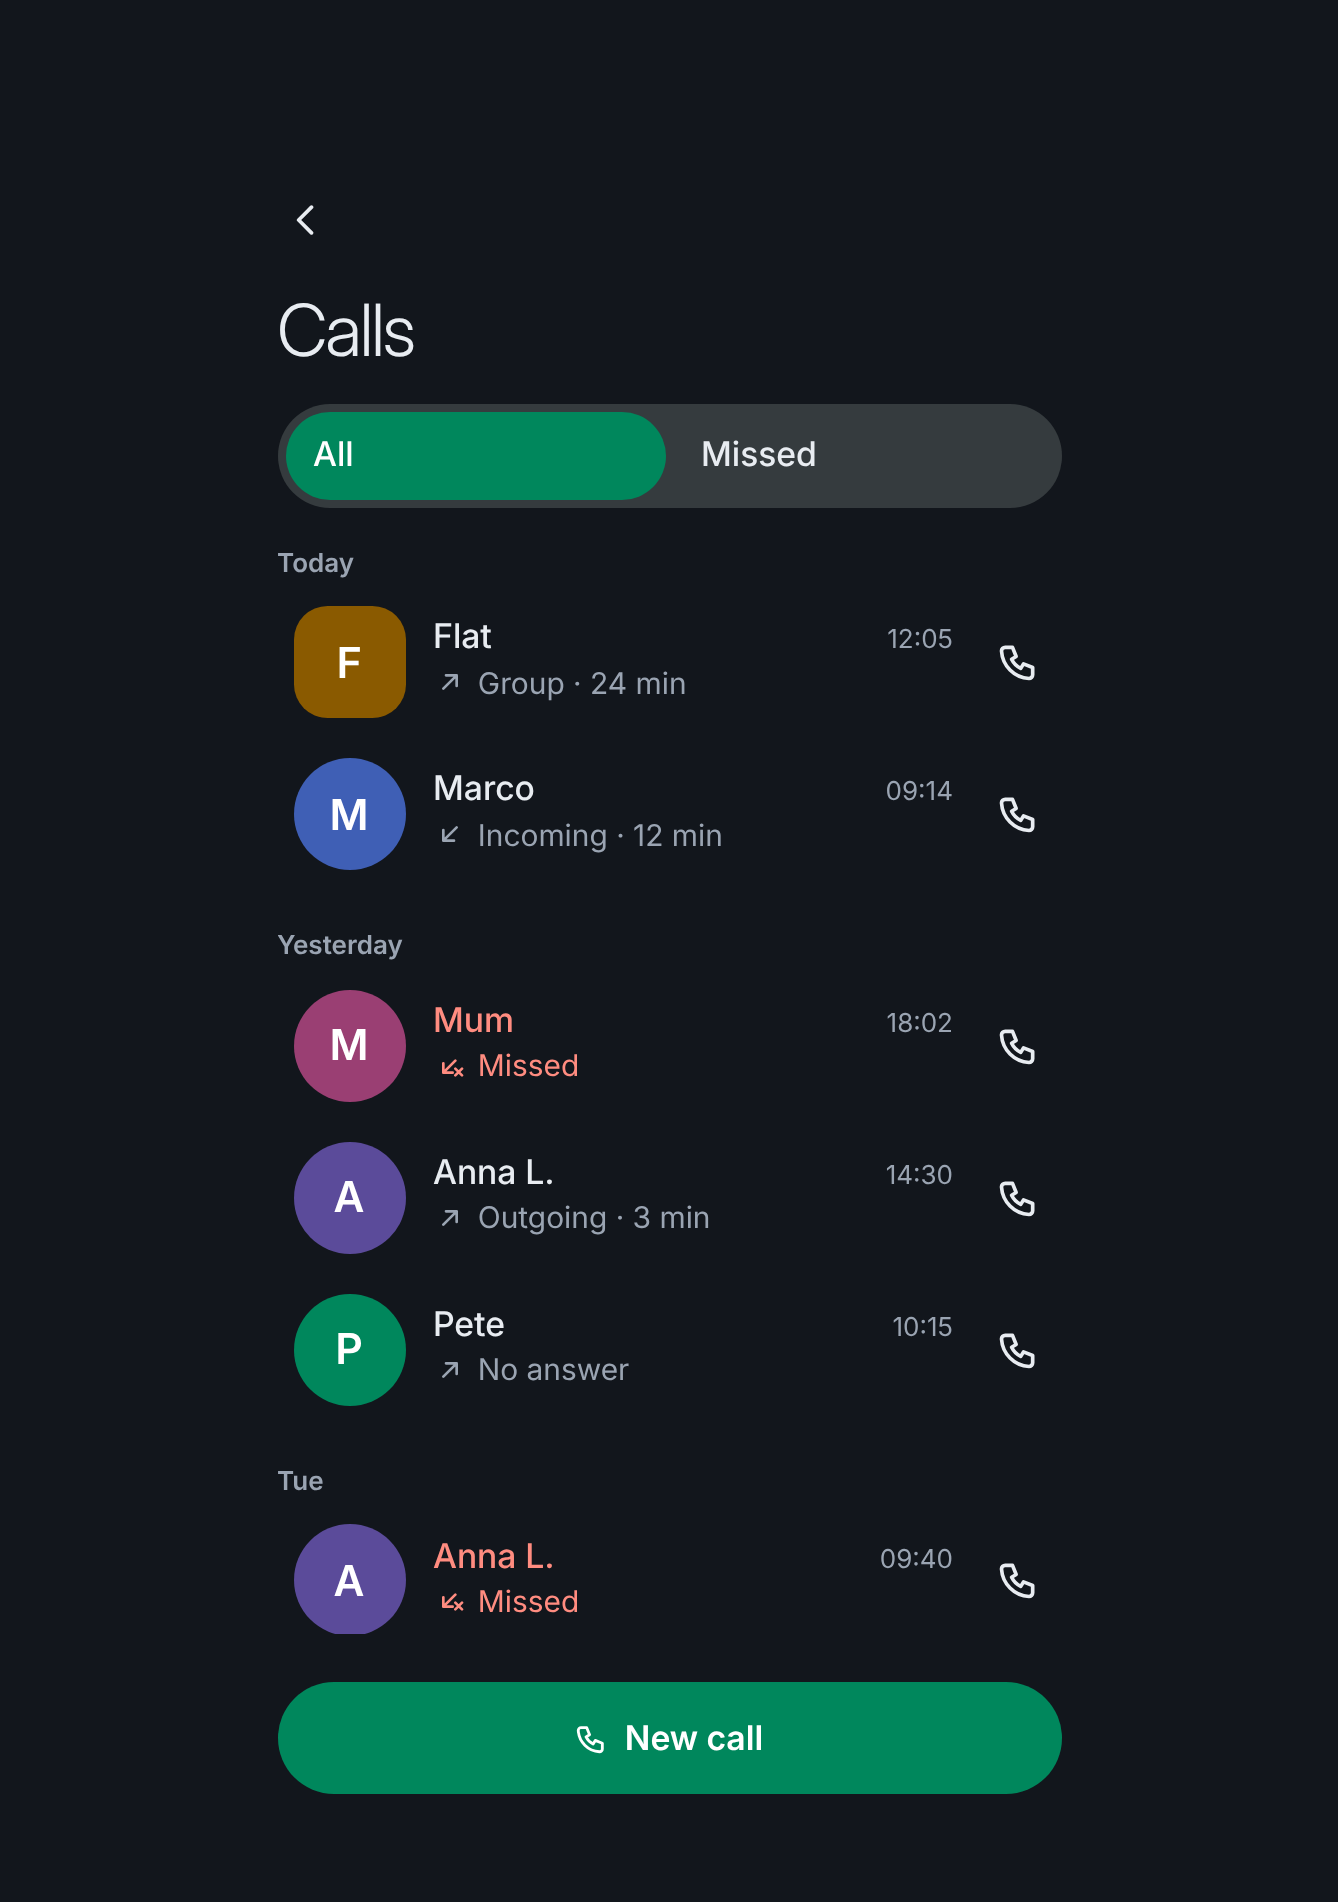 Calls
All Missed
Today
F Flat 12:05
Group · 24 min
M Marco 09:14
Incoming · 12 min
Yesterday
M Mum 18:02
Missed
A Anna L. 14:30
Outgoing · 3 min
P Pete 10:15
No answer
Tue
A Anna L. 09:40
Missed
New call